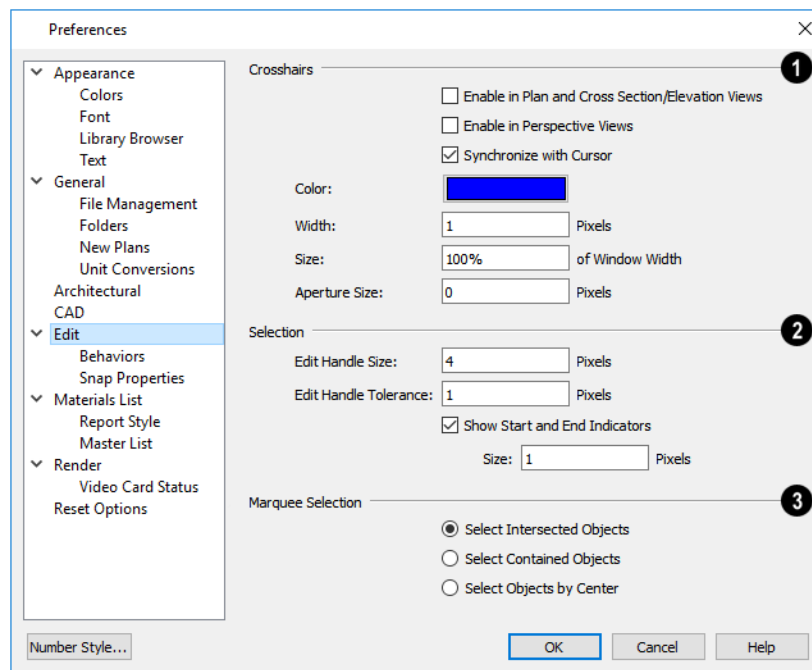 Preferences
Appearance
Colors
Font
Library Browser
Text
General
File Management
Folders
New Plans
Unit Conversions
Architectural
CAD
Edit
Behaviors
Snap Properties
Materials List
Report Style
Master List
Render
Video Card Status
Reset Options
Crosshairs 1
Enable in Plan and Cross Section/Elevation Views
Enable in Perspective Views
Synchronize with Cursor
Color:
Width: 1 Pixels
Size: 100% of Window Width
Aperture Size: 0 Pixels
Selection 2
Edit Handle Size: 4 Pixels
Edit Handle Tolerance: 1 Pixels
Show Start and End Indicators
Size: 1 Pixels
Marquee Selection 3
Select Intersected Objects
Select Contained Objects
Select Objects by Center
Number Style... OK Cancel Help